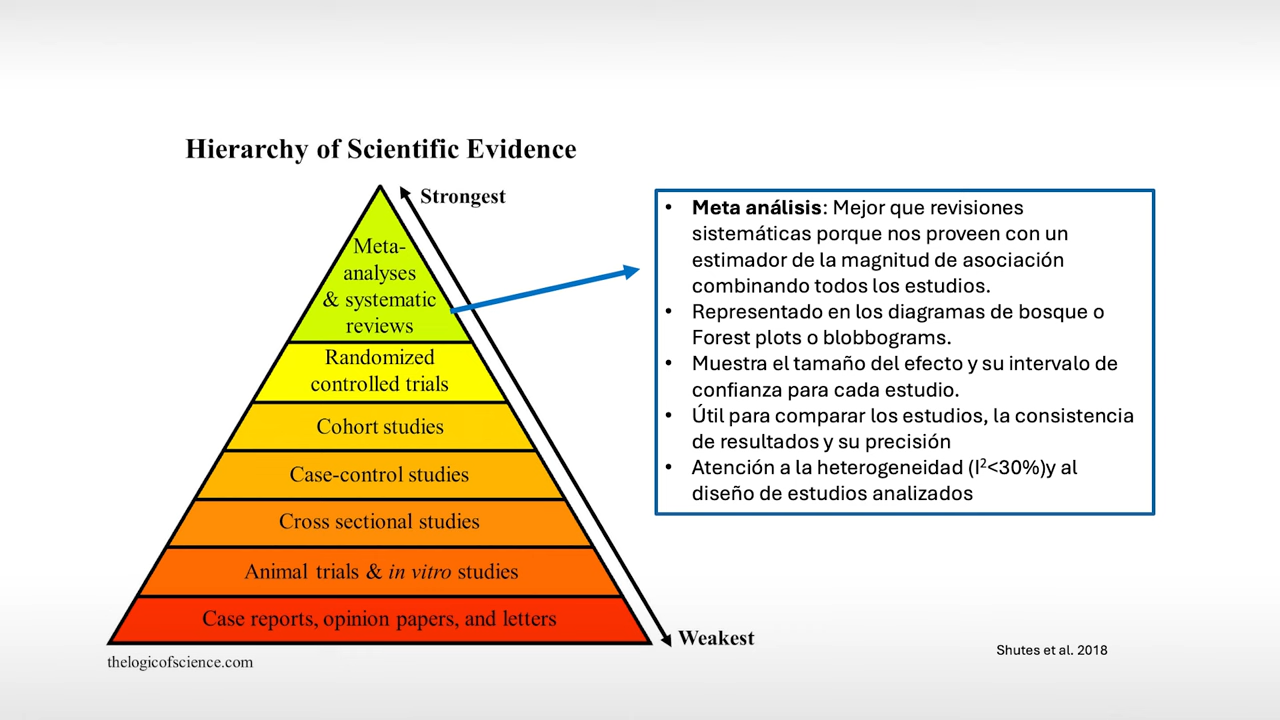 Hierarchy of Scientific Evidence
Strongest
Meta-
analyses
& systematic
reviews
Randomized
controlled trials
Cohort studies
Case-control studies
Cross sectional studies
Animal trials & in vitro studies
Case reports, opinion papers, and letters
Weakest
thelogicofscience.com
• Meta análisis: Mejor que revisiones
sistemáticas porque nos proveen con un
estimador de la magnitud de asociación
combinando todos los estudios.
• Representado en los diagramas de bosque o
Forest plots o blobbograms.
• Muestra el tamaño del efecto y su intervalo de
confianza para cada estudio.
• Útil para comparar los estudios, la consistencia
de resultados y su precisión
• Atención a la heterogeneidad (I²<30%)y al
diseño de estudios analizados
Shutes et al. 2018